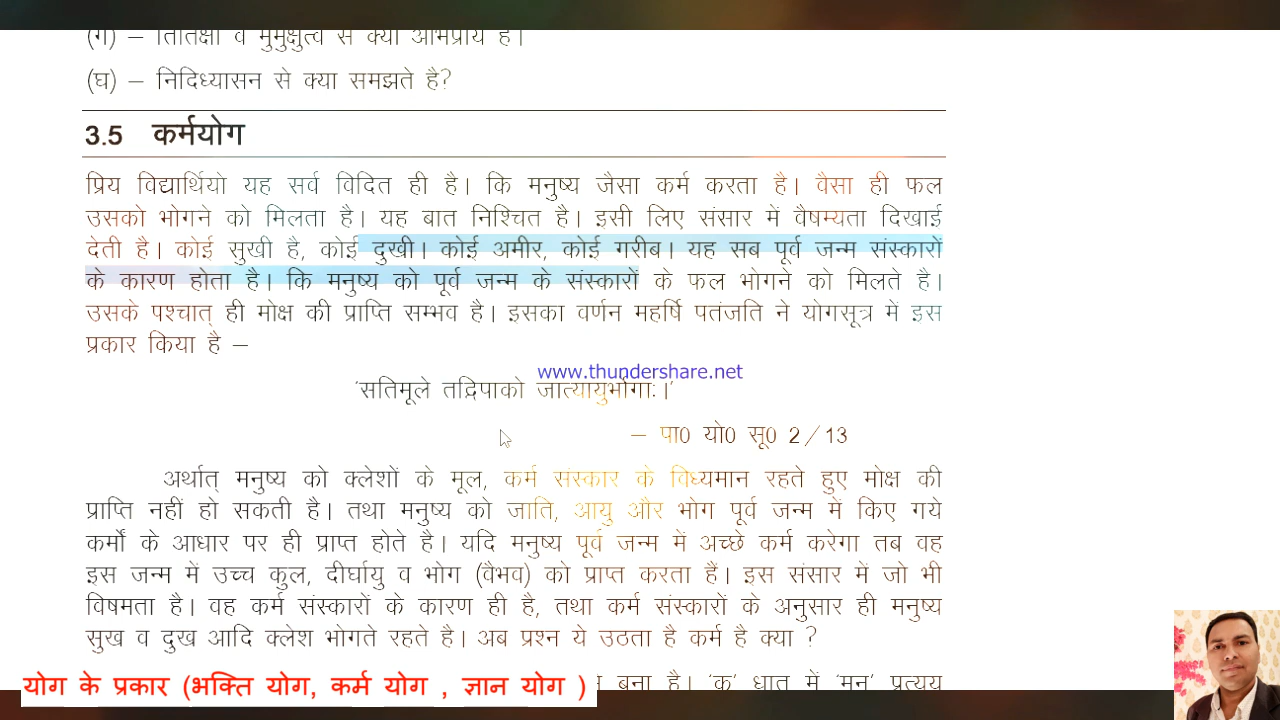 (ग) – तितिक्षा व मुमुक्षुत्व से क्या अभिप्राय है।
(घ) – निदिध्यासन से क्या समझते है?
3.5 कर्मयोग
प्रिय विद्यार्थियो यह सर्व विदित ही है। कि मनुष्य जैसा कर्म करता है। वैसा ही फल
उसको भोगने को मिलता है। यह बात निश्चित है। इसी लिए संसार में वैषम्यता दिखाई
देती है। कोई सुखी है, कोई दुखी। कोई अमीर, कोई गरीब। यह सब पूर्व जन्म संस्कारों
के कारण होता है। कि मनुष्य को पूर्व जन्म के संस्कारों के फल भोगने को मिलते है।
उसके पश्चात् ही मोक्ष की प्राप्ति सम्भव है। इसका वर्णन महर्षि पतंजति ने योगसूत्र में इस
प्रकार किया है –
www.thundershare.net
'सतिमूले तद्विपाको जात्यायुर्भोगाः।'
– पा0 यो0 सू0 2/13
अर्थात् मनुष्य को क्लेशों के मूल, कर्म संस्कार के विध्यमान रहते हुए मोक्ष की
प्राप्ति नहीं हो सकती है। तथा मनुष्य को जाति, आयु और भोग पूर्व जन्म में किए गये
कर्मों के आधार पर ही प्राप्त होते है। यदि मनुष्य पूर्व जन्म में अच्छे कर्म करेगा तब वह
इस जन्म में उच्च कुल, दीर्घायु व भोग (वैभव) को प्राप्त करता हैं। इस संसार में जो भी
विषमता है। वह कर्म संस्कारों के कारण ही है, तथा कर्म संस्कारों के अनुसार ही मनुष्य
सुख व दुख आदि क्लेश भोगते रहते है। अब प्रश्न ये उठता है कर्म है क्या ?
बना है। 'कृ' धातु में 'मन' प्रत्यय
योग के प्रकार (भक्ति योग, कर्म योग , ज्ञान योग )